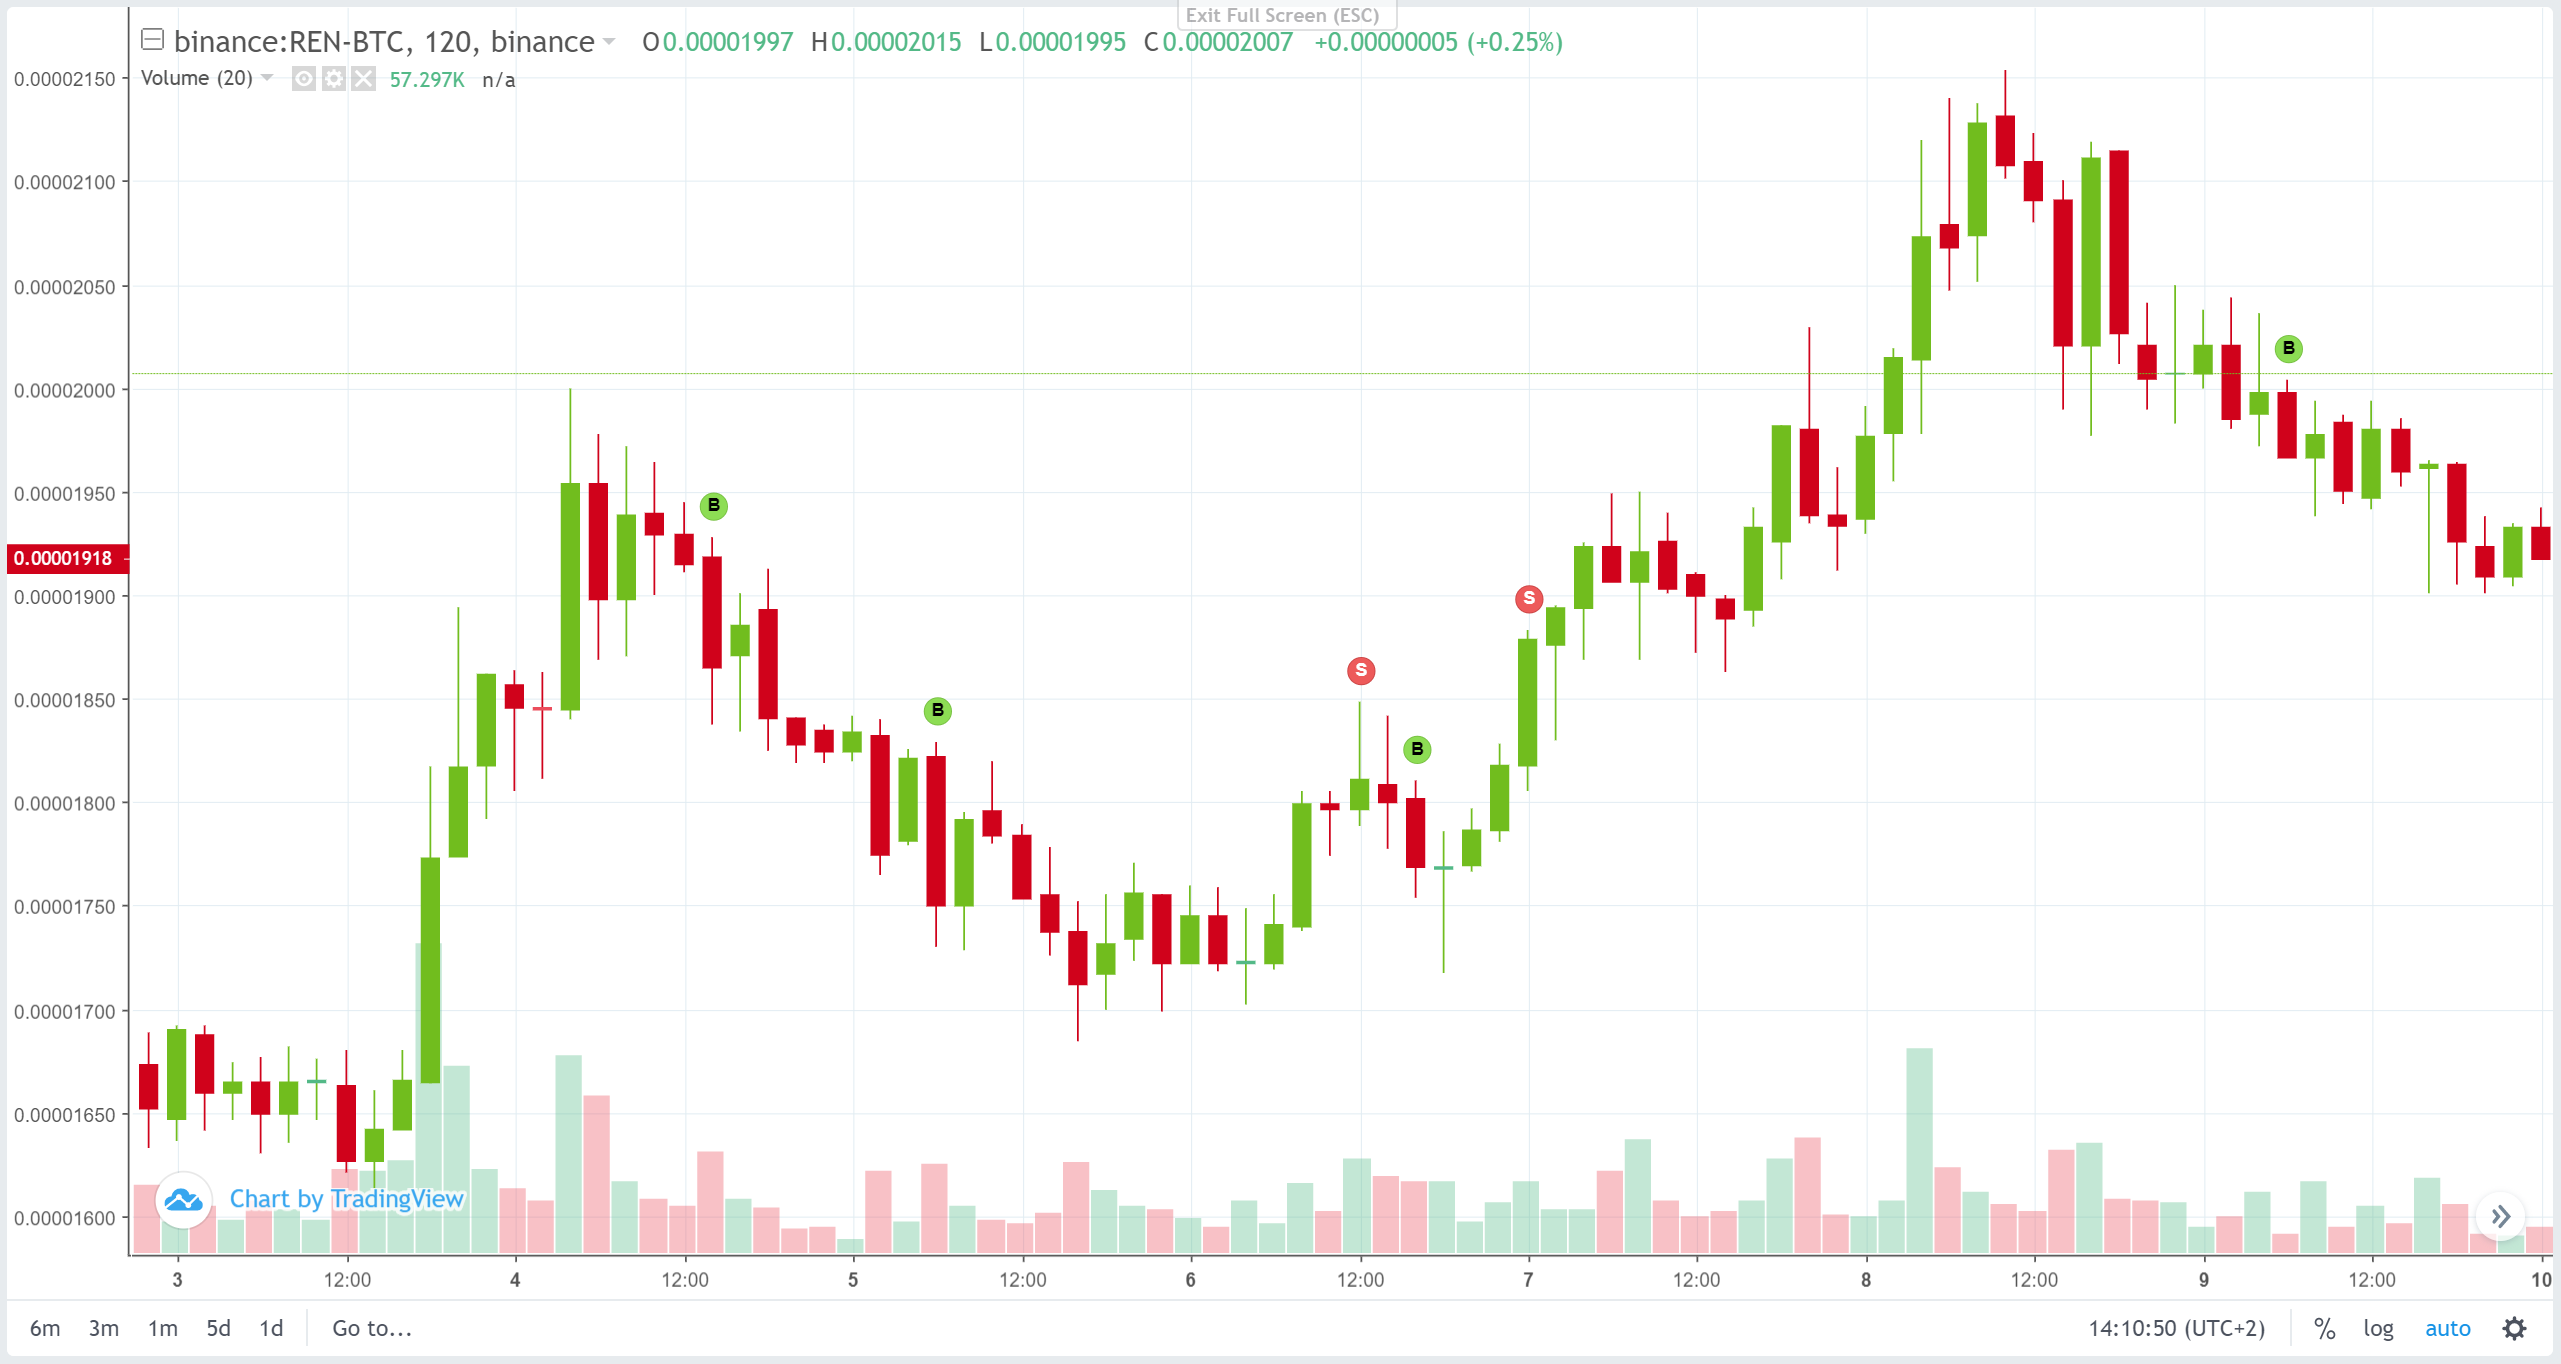 Exit Full Screen (ESC)
binance:REN-BTC, 120, binance O0.00001997 H0.00002015 L0.00001995 C0.00002007 +0.00000005 (+0.25%)
Volume (20) 57.297K n/a
0.00002150
0.00002100
0.00002050
0.00002000
0.00001950
0.00001918
0.00001900
0.00001850
0.00001800
0.00001750
0.00001700
0.00001650
0.00001600
B
B
S
B
S
B
Chart by TradingView
3 12:00 4 12:00 5 12:00 6 12:00 7 12:00 8 12:00 9 12:00 10
6m 3m 1m 5d 1d Go to... 14:10:50 (UTC+2) % log auto